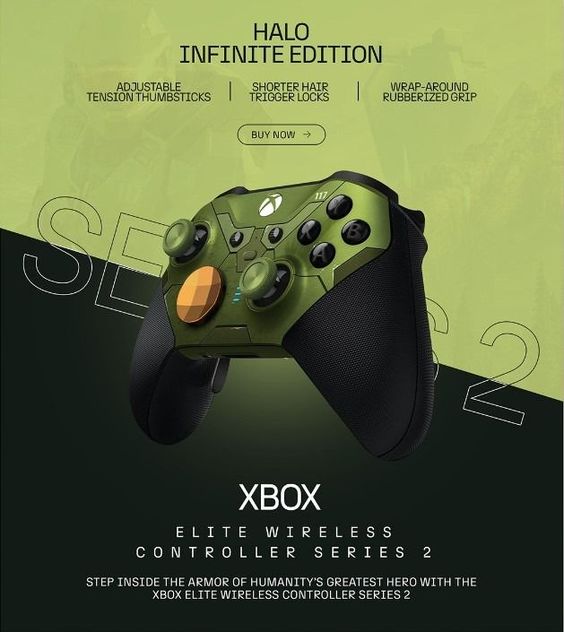 HALO
INFINITE EDITION
ADJUSTABLE
TENSION THUMBSTICKS
SHORTER HAIR
TRIGGER LOCKS
WRAP-AROUND
RUBBERIZED GRIP
BUY NOW →
117
Y
X
B
A
SE S 2
XBOX
ELITE WIRELESS
CONTROLLER SERIES 2
STEP INSIDE THE ARMOR OF HUMANITY'S GREATEST HERO WITH THE
XBOX ELITE WIRELESS CONTROLLER SERIES 2